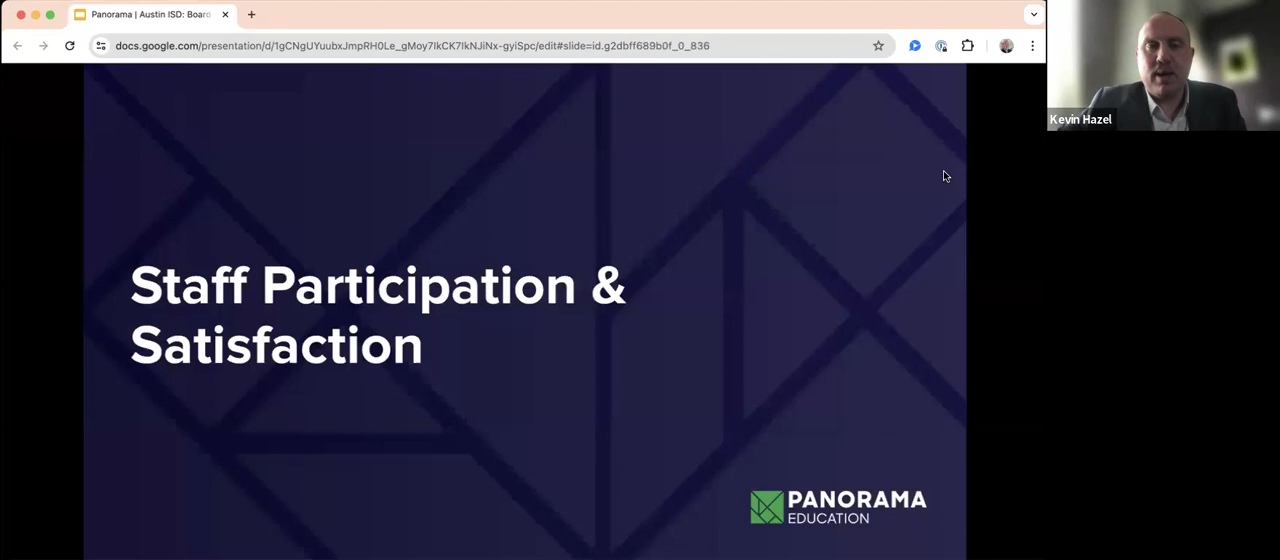 Panorama | Austin ISD: Board
docs.google.com/presentation/d/1gCNgUYuubxJmpRH0Le_gMoy7lkCK7lkNJiNx-gyiSpc/edit#slide=id.g2dbff689b0f_0_836
Kevin Hazel
Staff Participation &
Satisfaction
PANORAMA
EDUCATION